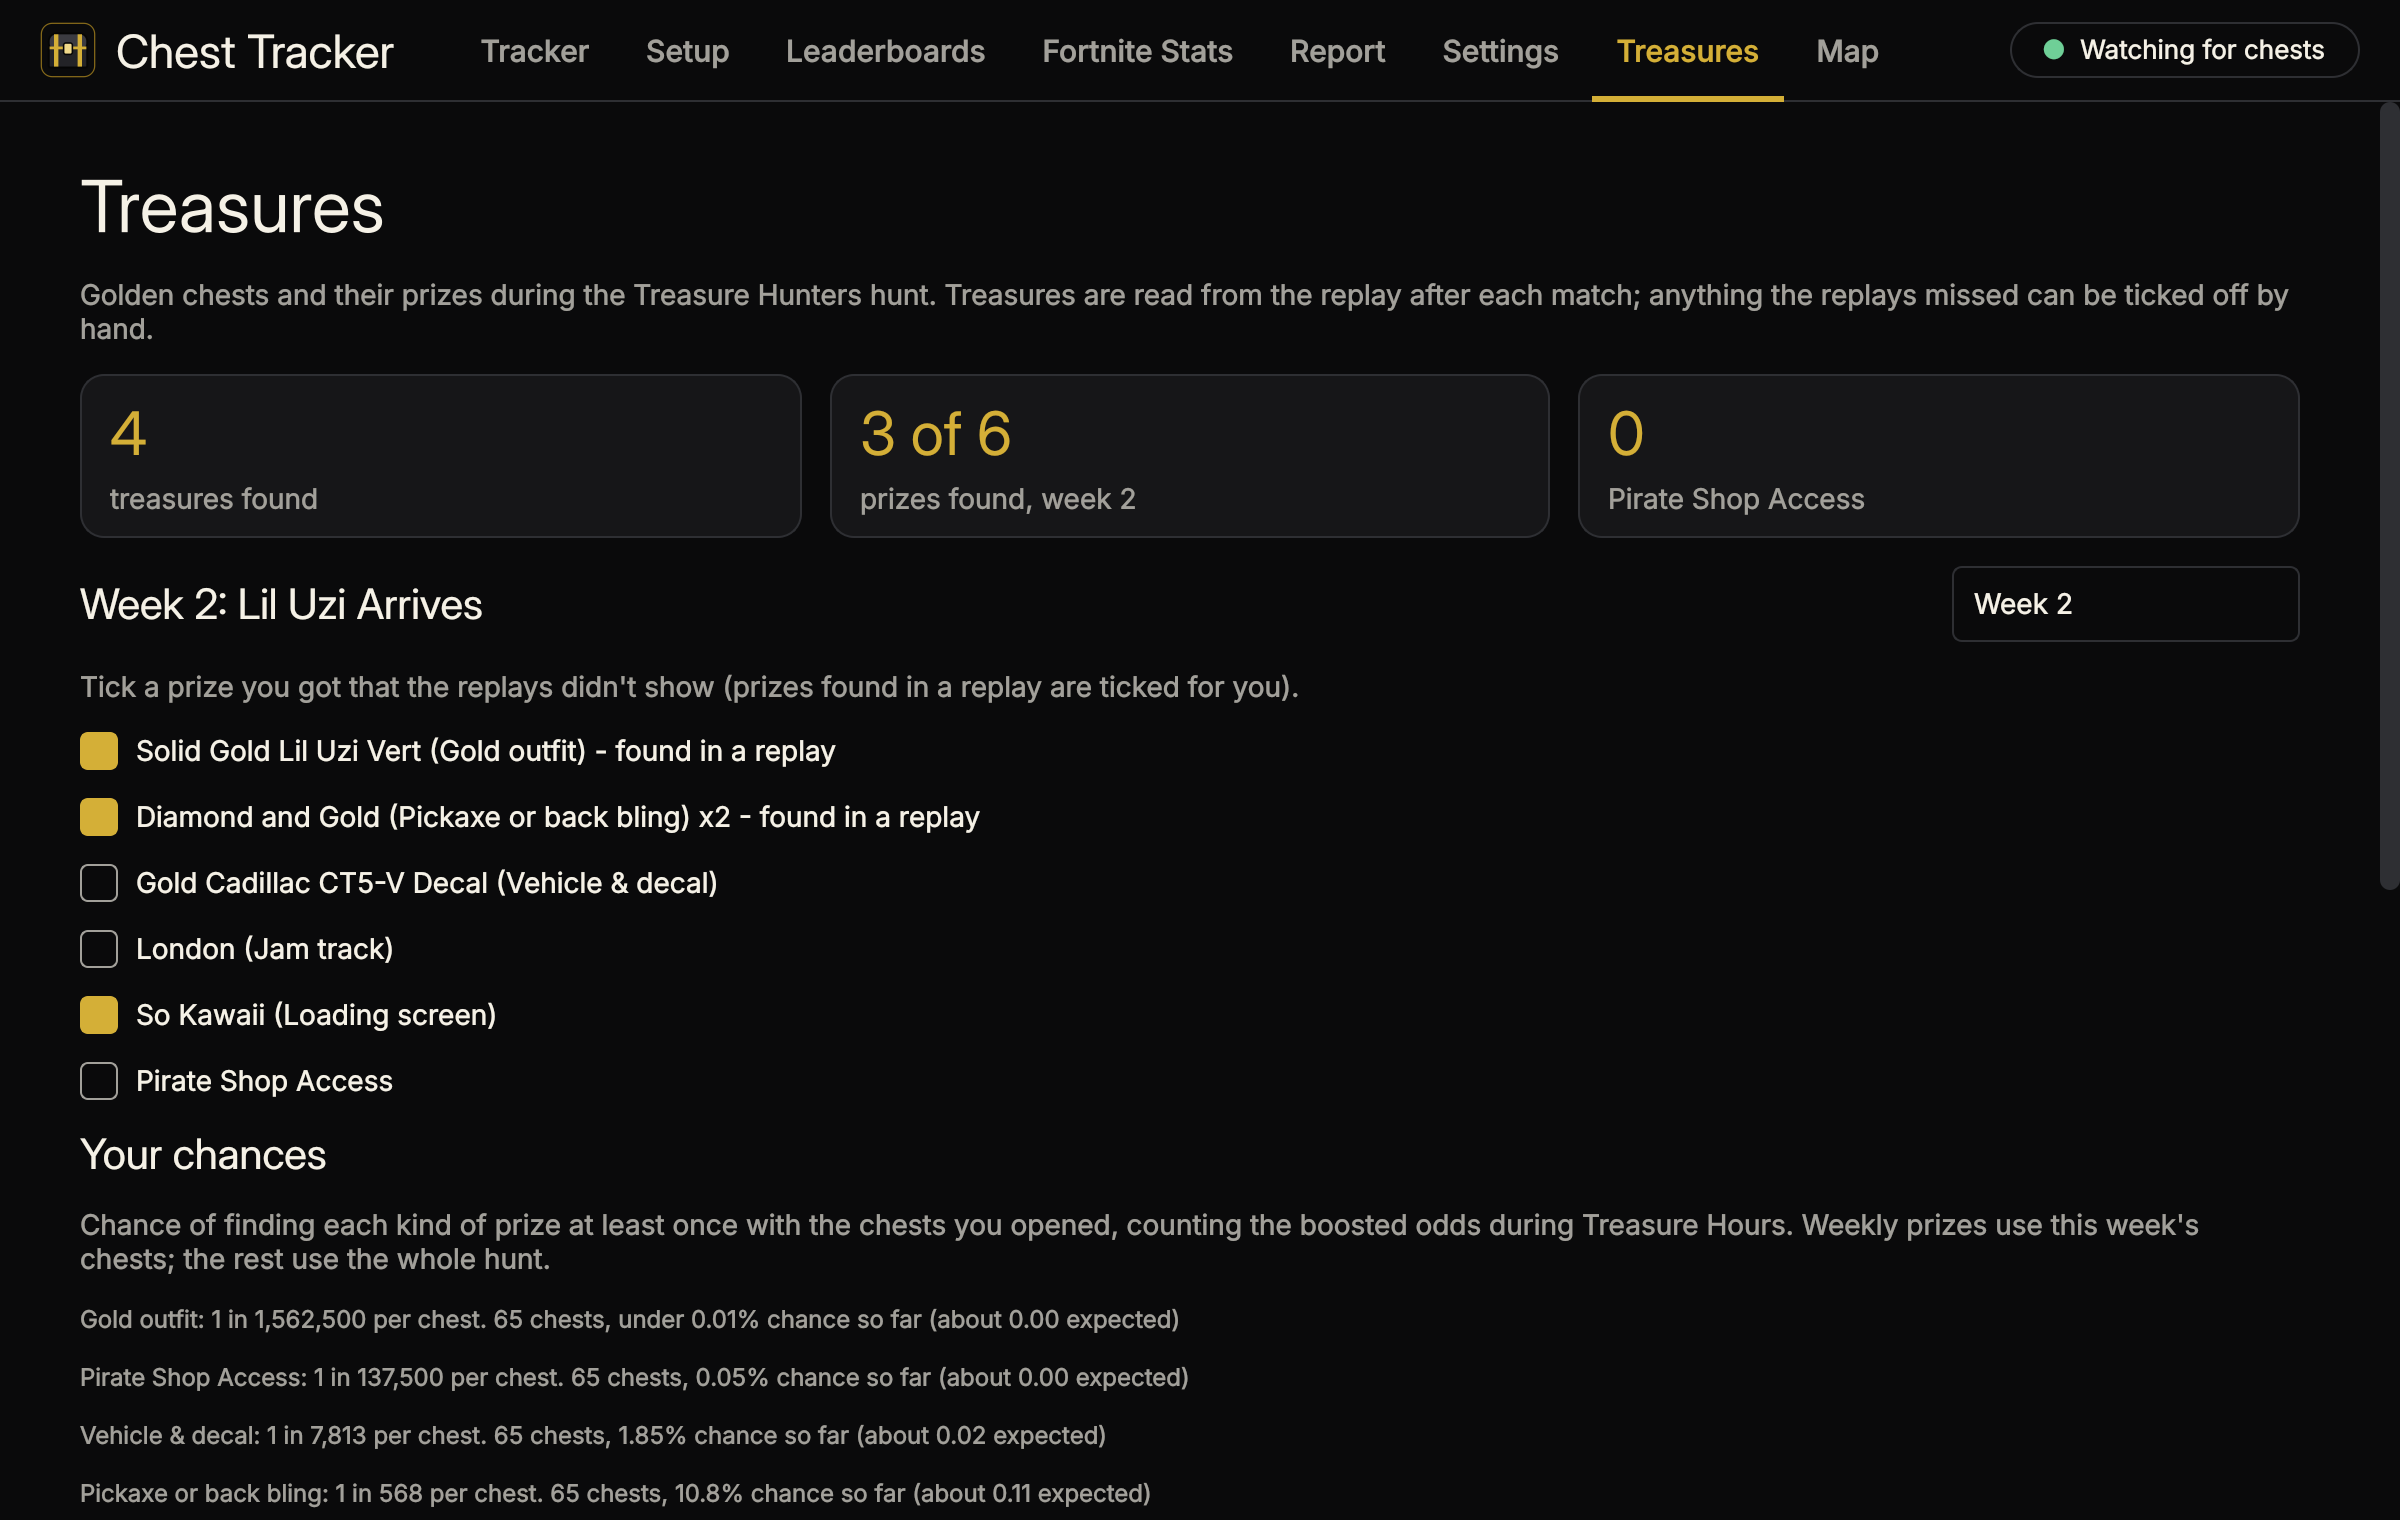 Chest Tracker
Tracker
Setup
Leaderboards
Fortnite Stats
Report
Settings
Treasures
Map
Watching for chests
Treasures
Golden chests and their prizes during the Treasure Hunters hunt. Treasures are read from the replay after each match; anything the replays missed can be ticked off by
hand.
4
treasures found
3 of 6
prizes found, week 2
0
Pirate Shop Access
Week 2: Lil Uzi Arrives
Week 2
Tick a prize you got that the replays didn't show (prizes found in a replay are ticked for you).
Solid Gold Lil Uzi Vert (Gold outfit) - found in a replay
Diamond and Gold (Pickaxe or back bling) x2 - found in a replay
Gold Cadillac CT5-V Decal (Vehicle & decal)
London (Jam track)
So Kawaii (Loading screen)
Pirate Shop Access
Your chances
Chance of finding each kind of prize at least once with the chests you opened, counting the boosted odds during Treasure Hours. Weekly prizes use this week's
chests; the rest use the whole hunt.
Gold outfit: 1 in 1,562,500 per chest. 65 chests, under 0.01% chance so far (about 0.00 expected)
Pirate Shop Access: 1 in 137,500 per chest. 65 chests, 0.05% chance so far (about 0.00 expected)
Vehicle & decal: 1 in 7,813 per chest. 65 chests, 1.85% chance so far (about 0.02 expected)
Pickaxe or back bling: 1 in 568 per chest. 65 chests, 10.8% chance so far (about 0.11 expected)